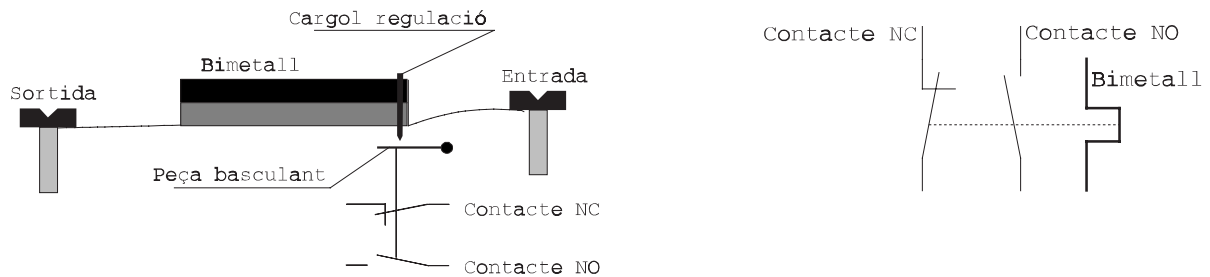 Cargol regulació
Bimetall
Entrada
Sortida
Peça basculant
Contacte NC
Contacte NO
Contacte NC
Contacte NO
Bimetall